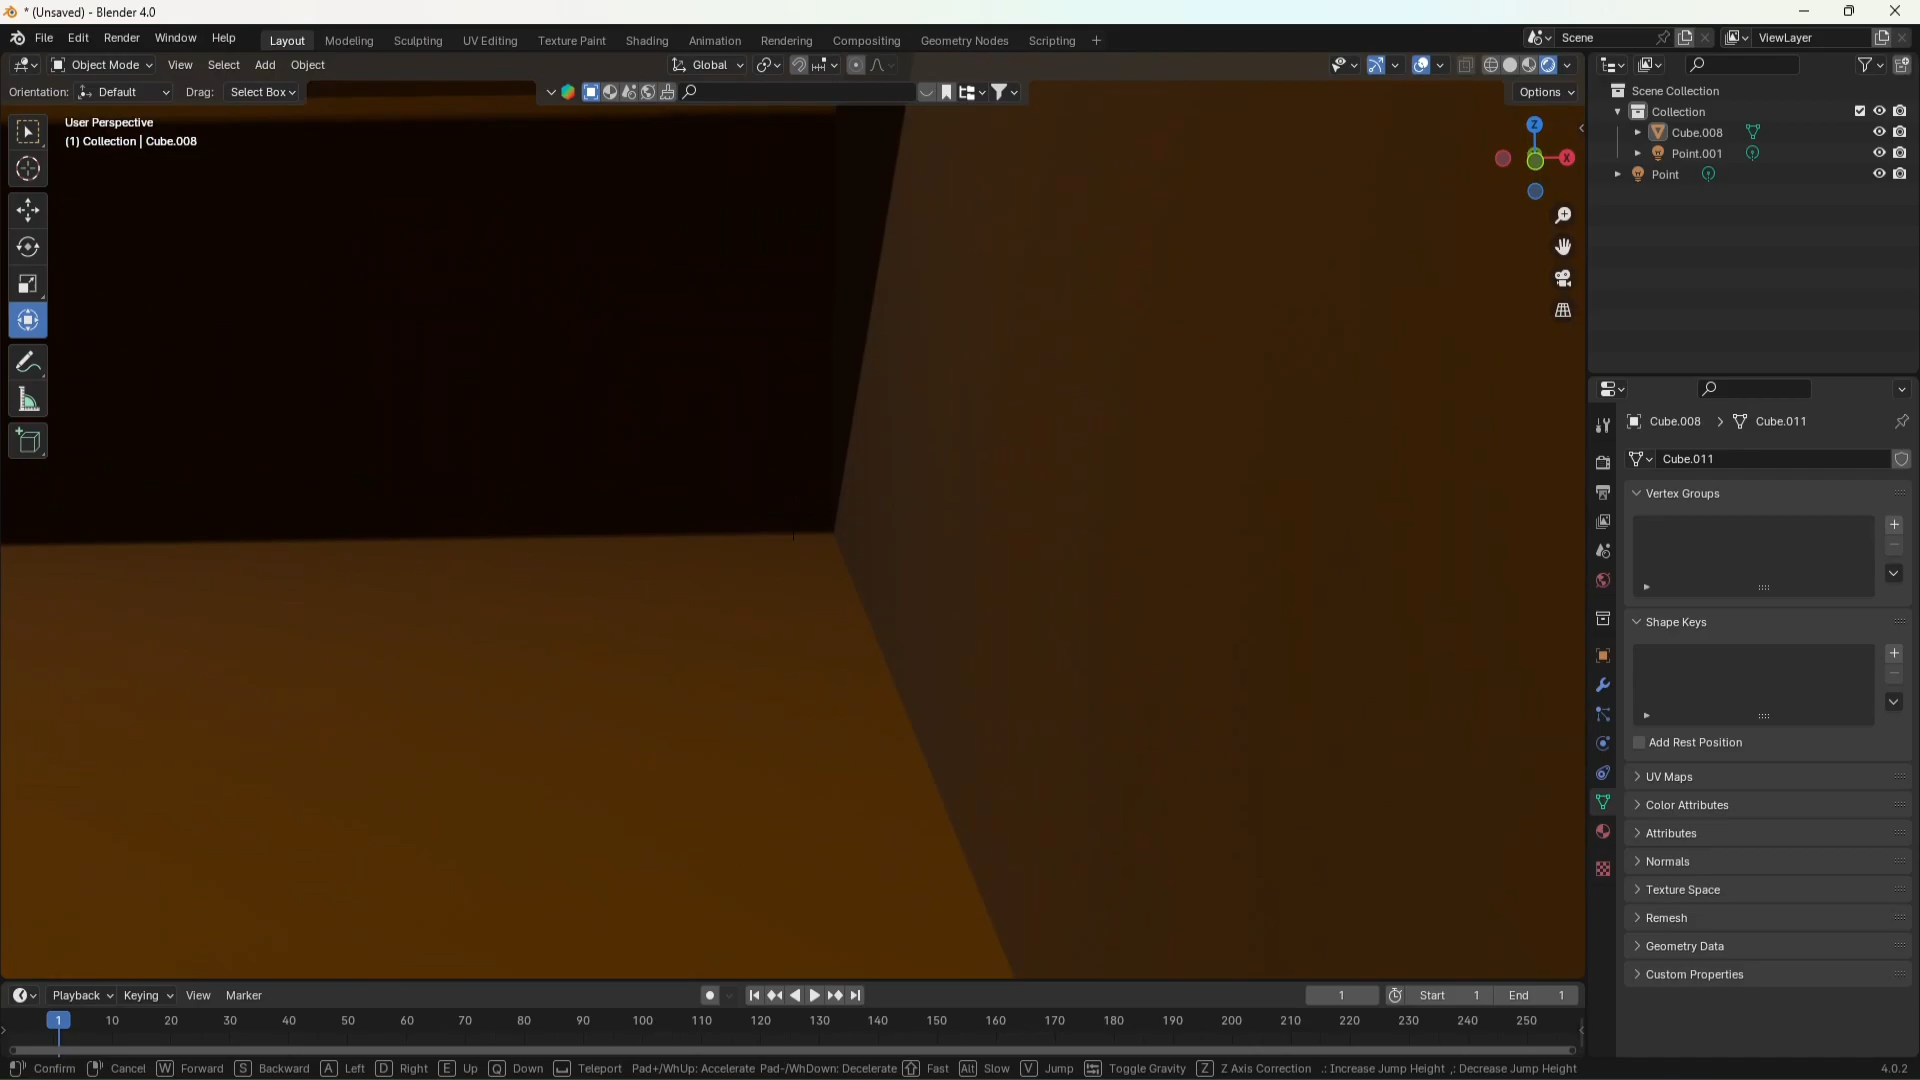 * (Unsaved) - Blender 4.0
File Edit Render Window Help
Layout Modeling Sculpting UV Editing Texture Paint Shading Animation Rendering Compositing Geometry Nodes Scripting +
Scene
ViewLayer
Object Mode View Select Add Object
Global
Orientation: Default Drag: Select Box
Options
User Perspective
(1) Collection | Cube.008
Z
X
Scene Collection
Collection
Cube.008
Point.001
Point
Cube.008 > Cube.011
Cube.011
Vertex Groups
Shape Keys
Add Rest Position
UV Maps
Color Attributes
Attributes
Normals
Texture Space
Remesh
Geometry Data
Custom Properties
Playback Keying View Marker
1 Start 1 End 1
1 10 20 30 40 50 60 70 80 90 100 110 120 130 140 150 160 170 180 190 200 210 220 230 240 250
Confirm Cancel W Forward S Backward A Left D Right E Up Q Down Teleport Pad+/WhUp: Accelerate Pad-/WhDown: Decelerate Fast Alt Slow V Jump Toggle Gravity Z Z Axis Correction .: Increase Jump Height ,: Decrease Jump Height
4.0.2